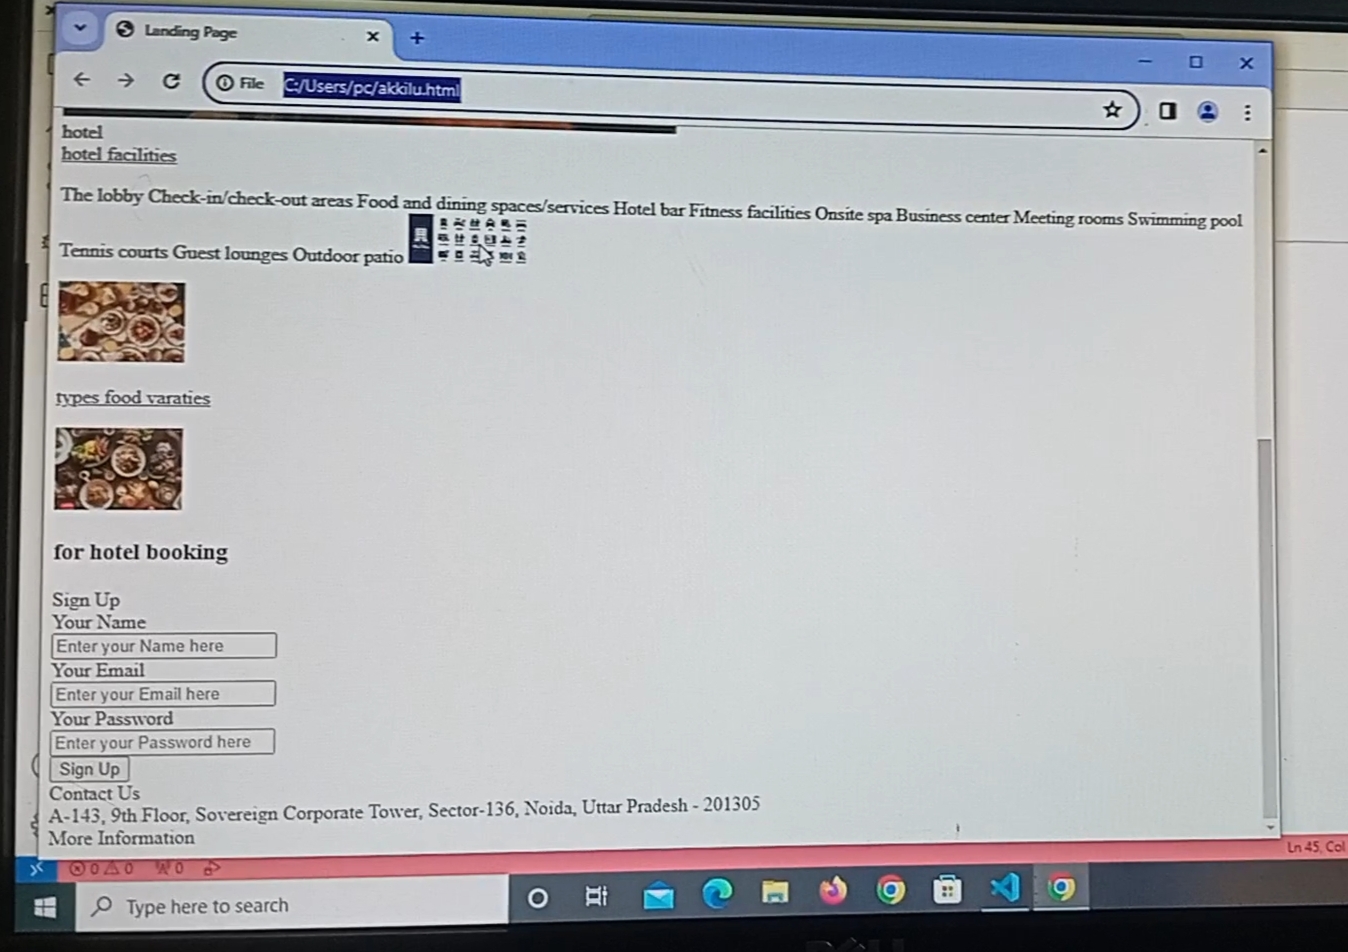 Landing Page
File C:/Users/pc/akkilu.html
hotel
hotel facilities
The lobby Check-in/check-out areas Food and dining spaces/services Hotel bar Fitness facilities Onsite spa Business center Meeting rooms Swimming pool
Tennis courts Guest lounges Outdoor patio
types food varaties
for hotel booking
Sign Up
Your Name
Enter your Name here
Your Email
Enter your Email here
Your Password
Enter your Password here
Sign Up
Contact Us
A-143, 9th Floor, Sovereign Corporate Tower, Sector-136, Noida, Uttar Pradesh - 201305
More Information
Ln 45, Col
0 0 0
Type here to search